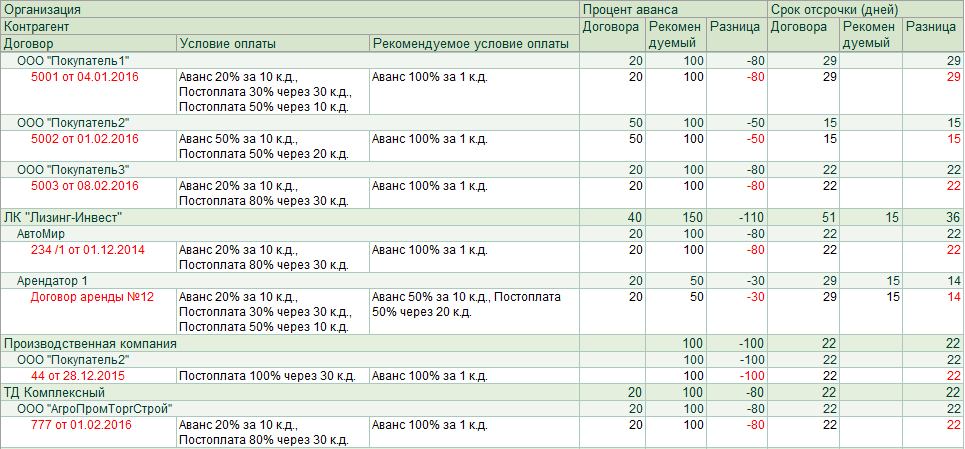 Организация Процент аванса Срок отсрочки (дней)
Контрагент Договора Рекомен Разница Договора Рекомен Разница
Договор Условие оплаты Рекомендуемое условие оплаты дуемый дуемый
ООО "Покупатель1" 20 100 -80 29 29
5001 от 04.01.2016 Аванс 20% за 10 к.д., Аванс 100% за 1 к.д. 20 100 -80 29 29
Постоплата 30% через 30 к.д.,
Постоплата 50% через 10 к.д.
ООО "Покупатель2" 50 100 -50 15 15
5002 от 01.02.2016 Аванс 50% за 10 к.д., Аванс 100% за 1 к.д. 50 100 -50 15 15
Постоплата 50% через 20 к.д.
ООО "Покупатель3" 20 100 -80 22 22
5003 от 08.02.2016 Аванс 20% за 10 к.д., Аванс 100% за 1 к.д. 20 100 -80 22 22
Постоплата 80% через 30 к.д.
ЛК "Лизинг-Инвест" 40 150 -110 51 15 36
АвтоМир 20 100 -80 22 22
234 /1 от 01.12.2014 Аванс 20% за 10 к.д., Аванс 100% за 1 к.д. 20 100 -80 22 22
Постоплата 80% через 30 к.д.
Арендатор 1 20 50 -30 29 15 14
Договор аренды №12 Аванс 20% за 10 к.д., Аванс 50% за 10 к.д., Постоплата 20 50 -30 29 15 14
Постоплата 30% через 30 к.д., 50% через 20 к.д.
Постоплата 50% через 10 к.д.
Производственная компания 100 -100 22 22
ООО "Покупатель2" 100 -100 22 22
44 от 28.12.2015 Постоплата 100% через 30 к.д. Аванс 100% за 1 к.д. 100 -100 22 22
ТД Комплексный 20 100 -80 22 22
ООО "АгроПромТоргСтрой" 20 100 -80 22 22
777 от 01.02.2016 Аванс 20% за 10 к.д., Аванс 100% за 1 к.д. 20 100 -80 22 22
Постоплата 80% через 30 к.д.